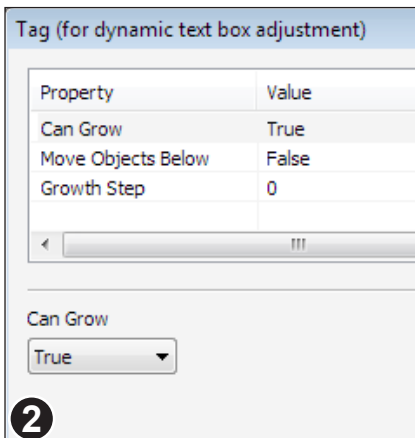 Tag (for dynamic text box adjustment)
Property Value
Can Grow True
Move Objects Below False
Growth Step 0
Can Grow
True
2